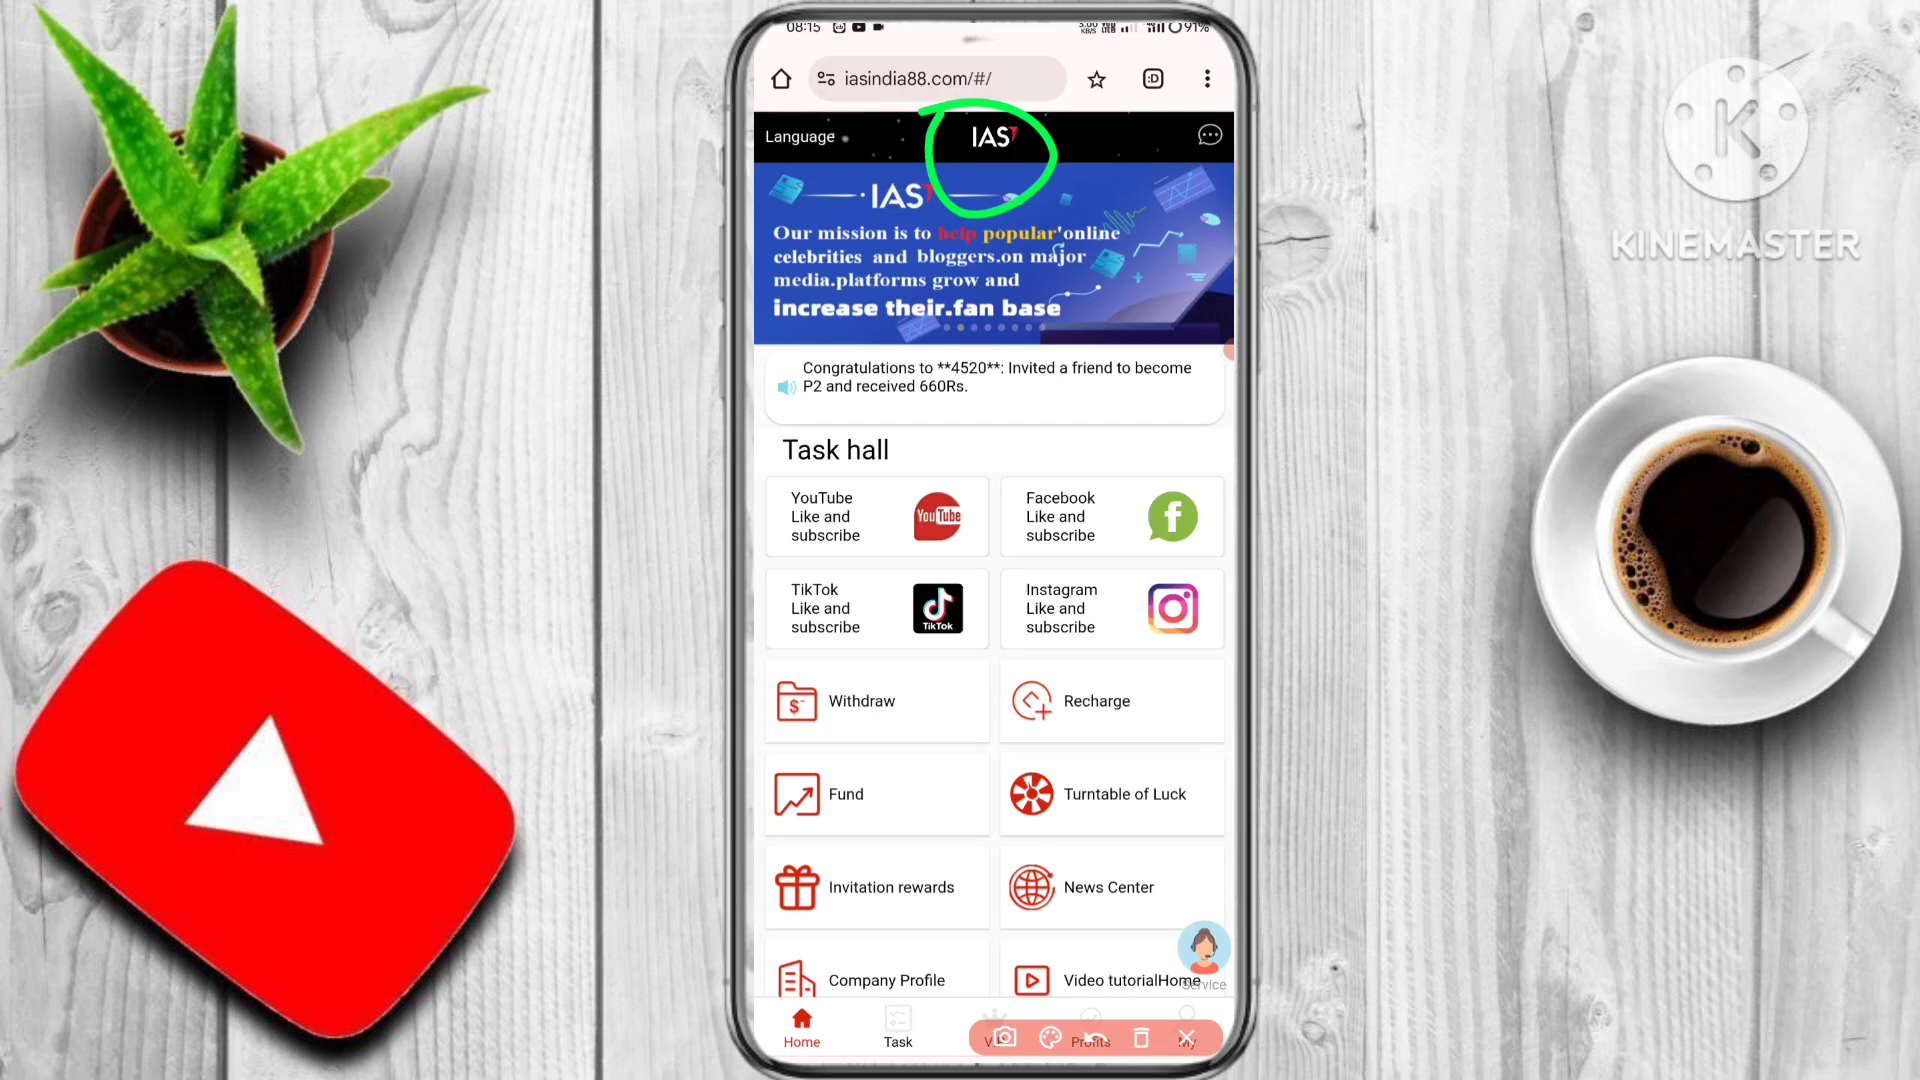 08:15
5.00 KB/S
91%
iasindia88.com/#/
:D
Language
IAS
IAS
Our mission is to help popular'online
celebrities and bloggers.on major
media.platforms grow and
increase their.fan base
Congratulations to **4520**: Invited a friend to become
P2 and received 660Rs.
Task hall
YouTube
Like and
subscribe
YouTube
Facebook
Like and
subscribe
f
TikTok
Like and
subscribe
TikTok
Instagram
Like and
subscribe
Withdraw
Recharge
Fund
Turntable of Luck
Invitation rewards
News Center
Company Profile
Video tutorialHome
Service
Home
Task
Profits
My
K
KINEMASTER